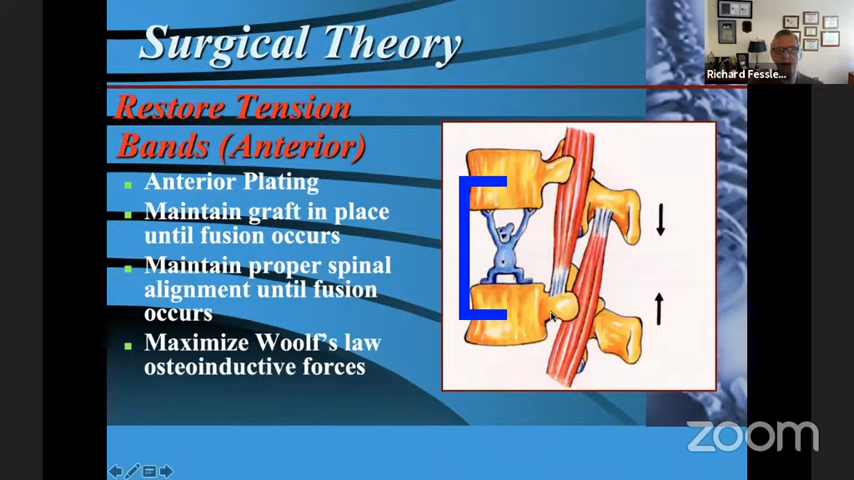 Surgical Theory
Richard Fessle...
Restore Tension
Bands (Anterior)
Anterior Plating
Maintain graft in place
until fusion occurs
Maintain proper spinal
alignment until fusion
occurs
Maximize Woolf's law
osteoinductive forces
zoom